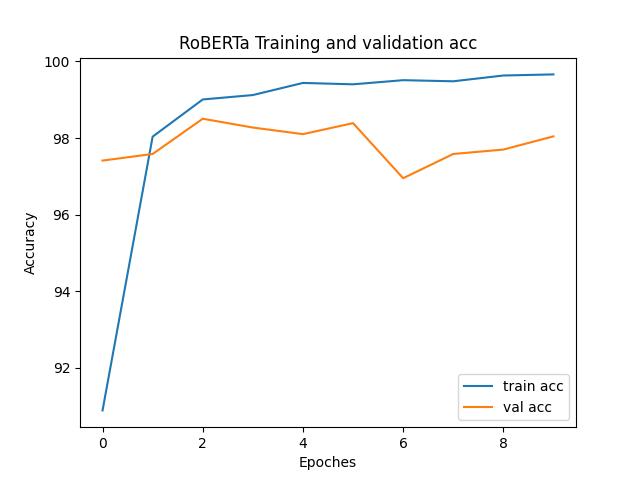 RoBERTa Training and validation acc
100
98
96
94
92
Accuracy
0 2 4 6 8
Epoches
train acc
val acc